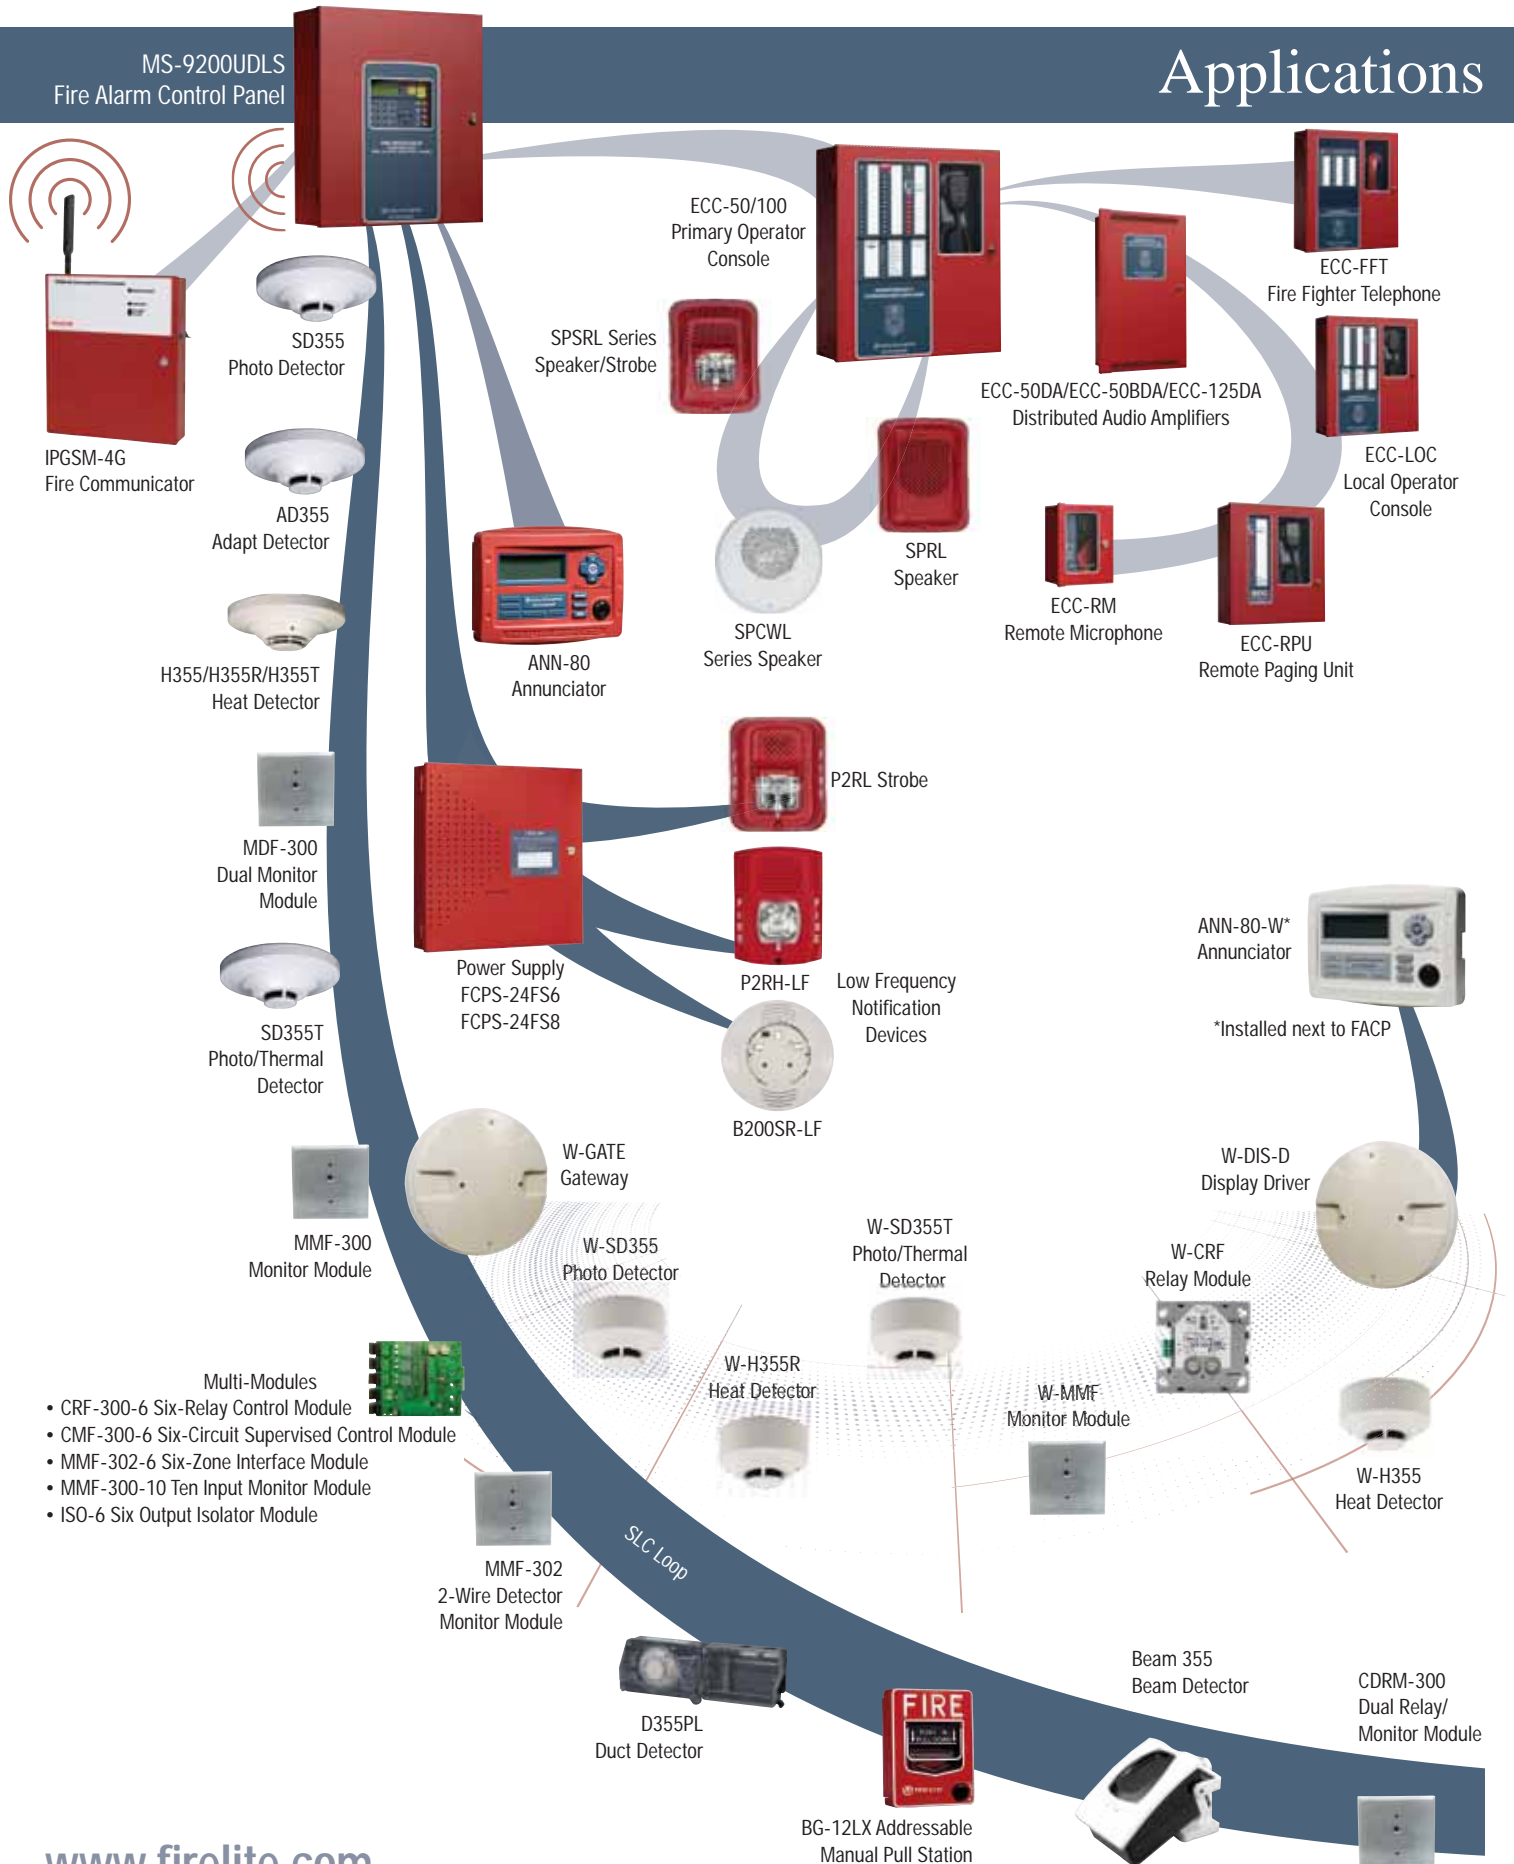 MS-9200UDLS
Fire Alarm Control Panel
Applications
ECC-50/100
Primary Operator
Console
ECC-FFT
Fire Fighter Telephone
SD355
Photo Detector
SPSRL Series
Speaker/Strobe
ECC-50DA/ECC-50BDA/ECC-125DA
Distributed Audio Amplifiers
IPGSM-4G
Fire Communicator
ECC-LOC
Local Operator
Console
AD355
Adapt Detector
SPRL
Speaker
ECC-RM
Remote Microphone
SPCWL
Series Speaker
ECC-RPU
Remote Paging Unit
H355/H355R/H355T
Heat Detector
ANN-80
Annunciator
P2RL Strobe
MDF-300
Dual Monitor
Module
ANN-80-W*
Annunciator
Power Supply
FCPS-24FS6
FCPS-24FS8
P2RH-LF
Low Frequency
Notification
Devices
*Installed next to FACP
SD355T
Photo/Thermal
Detector
B200SR-LF
W-GATE
Gateway
W-DIS-D
Display Driver
MMF-300
Monitor Module
W-SD355
Photo Detector
W-SD355T
Photo/Thermal
Detector
W-CRF
Relay Module
W-H355R
Heat Detector
W-MMF
Monitor Module
Multi-Modules
• CRF-300-6 Six-Relay Control Module
• CMF-300-6 Six-Circuit Supervised Control Module
• MMF-302-6 Six-Zone Interface Module
• MMF-300-10 Ten Input Monitor Module
• ISO-6 Six Output Isolator Module
W-H355
Heat Detector
SLC Loop
MMF-302
2-Wire Detector
Monitor Module
Beam 355
Beam Detector
CDRM-300
Dual Relay/
Monitor Module
D355PL
Duct Detector
FIRE
BG-12LX Addressable
Manual Pull Station
www.firelite.com